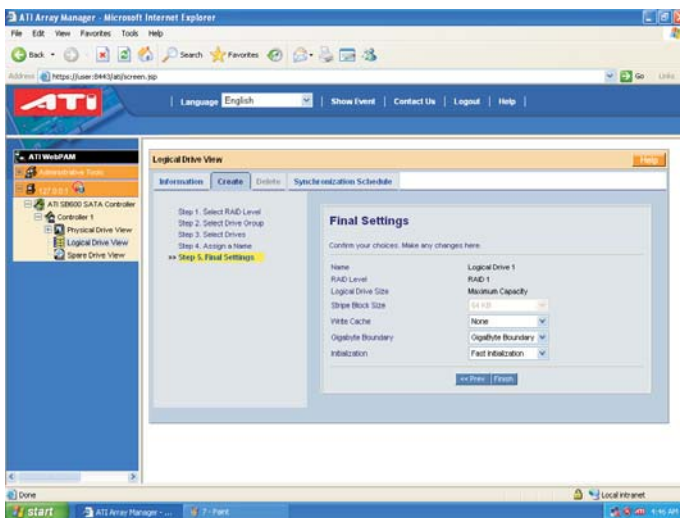 ATI Array Manager - Microsoft Internet Explorer
File Edit View Favorites Tools Help
Back Search Favorites
Address https://user:8443/ati/screen.jsp Go Links
ATI Language English Show Event Contact Us Logout Help
ATI WebPAM
Administrative Tools
127.0.0.1
ATI SB600 SATA Controller
Controller 1
Physical Drive View
Logical Drive View
Spare Drive View
Logical Drive View Help
Information Create Delete Synchronization Schedule
Step 1. Select RAID Level
Step 2. Select Drive Group
Step 3. Select Drives
Step 4. Assign a Name
>> Step 5. Final Settings
Final Settings
Confirm your choices. Make any changes here.
Name Logical Drive 1
RAID Level RAID 1
Logical Drive Size Maximum Capacity
Stripe Block Size 64 KB
Write Cache None
Gigabyte Boundary GigaByte Boundary
Initialization Fast Initialization
<< Prev Finish
Done Local intranet
start ATI Array Manager - ... 7 - Paint 4:46 AM